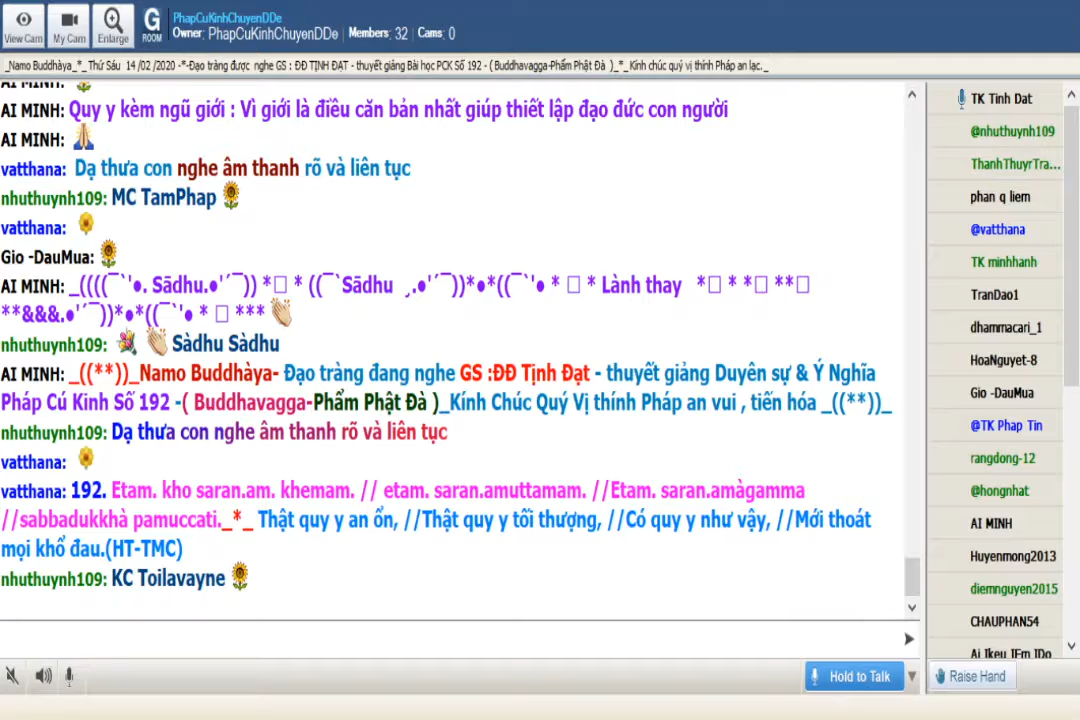 PhapCuKinhChuyenDDe
View Cam
My Cam
Enlarge
G
ROOM
Owner: PhapCuKinhChuyenDDe | Members: 32 | Cams: 0
_Namo Buddhàya_*_ Thứ Sáu 14 /02 /2020 -*-Đạo tràng được nghe GS : ĐĐ TỊNH ĐẠT - thuyết giảng Bài học PCK Số 192 - ( Buddhavagga-Phẩm Phật Đà )_*_Kính chúc quý vị thính Pháp an lạc._
AI MINH:
AI MINH: Quy y kèm ngũ giới : Vì giới là điều căn bản nhất giúp thiết lập đạo đức con người
AI MINH:
vatthana: Dạ thưa con nghe âm thanh rõ và liên tục
nhuthuynh109: MC TamPhap
vatthana:
Gio -DauMua:
AI MINH: _((((¯`'●. Sādhu.●'´¯)) *□ * ((¯`Sādhu ¸.●'´¯))*●*((¯`'● * □ * Lành thay *□ * *□ **□
**&&&.●'´¯))*●*((¯`'● * □ ***
nhuthuynh109: Sàdhu Sàdhu
AI MINH: _((**))_Namo Buddhàya- Đạo tràng đang nghe GS :ĐĐ Tịnh Đạt - thuyết giảng Duyên sự & Ý Nghĩa
Pháp Cú Kinh Số 192 -( Buddhavagga-Phẩm Phật Đà )_Kính Chúc Quý Vị thính Pháp an vui , tiến hóa _((**))_
nhuthuynh109: Dạ thưa con nghe âm thanh rõ và liên tục
vatthana:
vatthana: 192. Etam. kho saran.am. khemam. // etam. saran.amuttamam. //Etam. saran.amàgamma
//sabbadukkhà pamuccati._*_ Thật quy y an ổn, //Thật quy y tối thượng, //Có quy y như vậy, //Mới thoát
mọi khổ đau.(HT-TMC)
nhuthuynh109: KC Toilavayne
TK Tinh Dat
@nhuthuynh109
ThanhThuyrTra...
phan q liem
@vatthana
TK minhhanh
TranDao1
dhammacari_1
HoaNguyet-8
Gio -DauMua
@TK Phap Tin
rangdong-12
@hongnhat
AI MINH
Huyenmong2013
diemnguyen2015
CHAUPHAN54
Ai Ikeu IEm IDo
Hold to Talk
Raise Hand